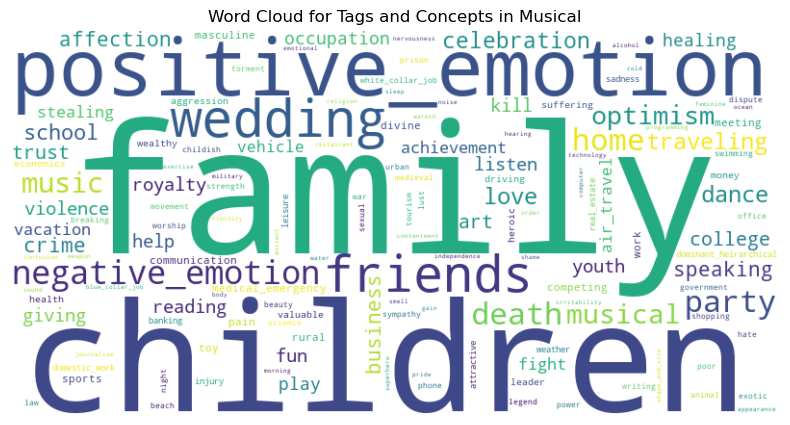 Word Cloud for Tags and Concepts in Musical
affection
masculine
occupation
nervousness
emotional
celebration
alcohol
healing
positive_emotion
torment
prison
cold
sadness
white_collar_job
sleep
aggression
religion
noise
feminine
dispute
ocean
stealing
wedding
divine
kill
suffering
optimism
meeting
warmth
programming
school
wealthy
vehicle
achievement
hearing
home
traveling
trust
childish
restaurant
technology
swimming
economics
exercise
urban
listen
family
music
royalty
military
strength
medieval
driving
computer
real_estate
money
dance
violence
movement
leisure
war
sexual
tourism
lust
love
heroic
order
air_travel
office
breaking
timidity
art
vacation
worship
contentment
crime
help
ancient
independence
shame
work
college
confusion
weapon
communication
water
dominant_heirarchical
negative_emotion
friends
youth
speaking
sound
blue_collar_job
body
health
medical_emergency
business
small
gain
competing
government
party
reading
beauty
valuable
sympathy
death
musical
shopping
giving
banking
pain
science
rural
irritability
hate
children
fun
toy
journalism
domestic_work
morning
superhero
attractive
weather
fight
shape_and_size
poor
sports
night
injury
play
pride
phone
leader
writing
animal
exotic
law
beach
legend
power
appearance